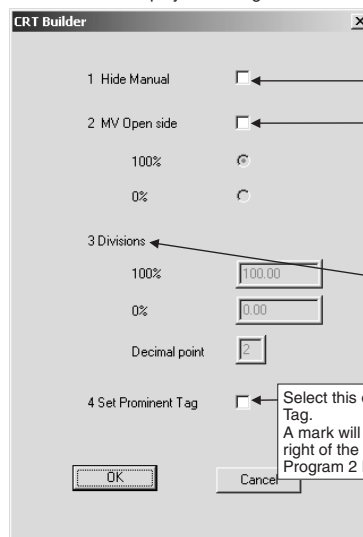 CRT Builder
1 Hide Manual
2 MV Open side
100%
0%
3 Divisions
100% 100.00
0% 0.00
Decimal point 2
4 Set Prominent Tag
Select this
Tag.
A mark will
right of the
Program 2
OK Cancel